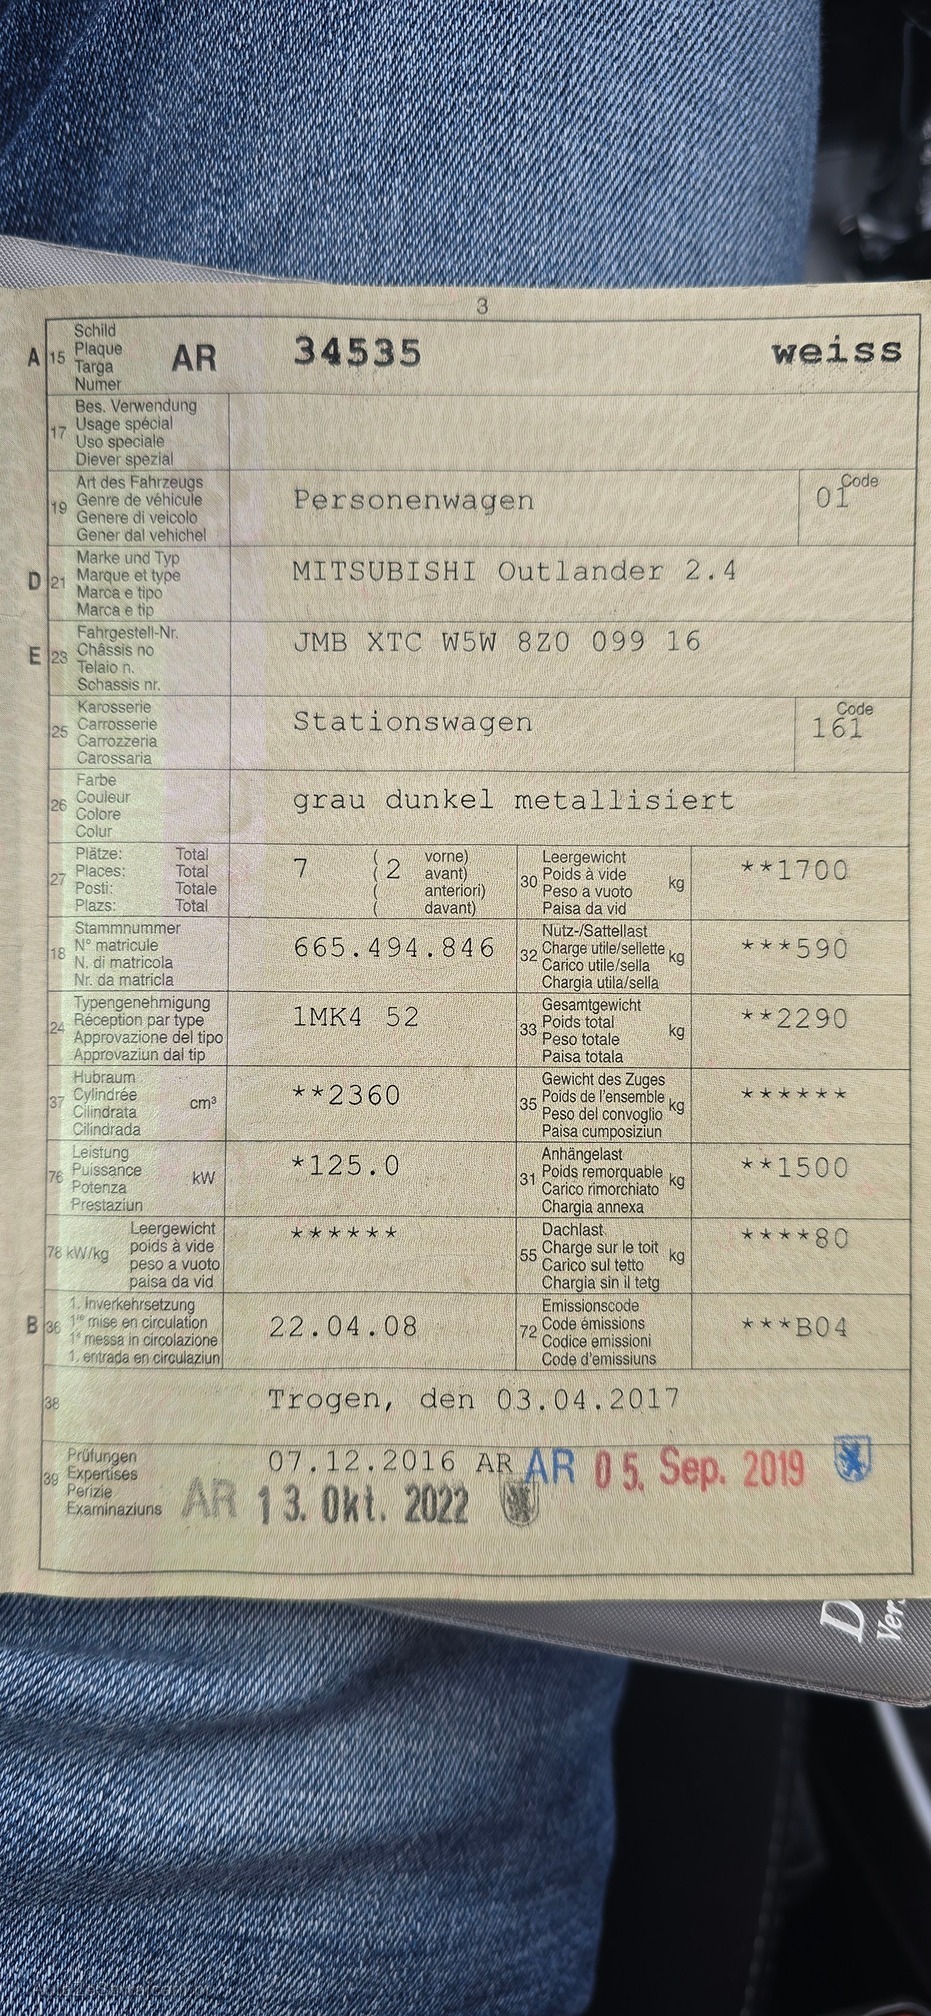 3
A 15 Schild Plaque Targa Numer AR 34535 weiss
17 Bes. Verwendung Usage spécial Uso speciale Diever spezial
19 Art des Fahrzeugs Genre de véhicule Genere di veicolo Gener dal vehichel Personenwagen Code 01
D 21 Marke und Typ Marque et type Marca e tipo Marca e tip MITSUBISHI Outlander 2.4
E 23 Fahrgestell-Nr. Châssis no Telaio n. Schassis nr. JMB XTC W5W 8Z0 099 16
25 Karosserie Carrosserie Carrozzeria Carossaria Stationswagen Code 161
26 Farbe Couleur Colore Colur grau dunkel metallisiert
27 Plätze: Total Places: Total Posti: Totale Plazs: Total 7 ( 2 vorne) ( avant) ( anteriori) ( davant) 30 Leergewicht Poids à vide Peso a vuoto Paisa da vid kg **1700
18 Stammnummer N° matricule N. di matricola Nr. da matricla 665.494.846 32 Nutz-/Sattellast Charge utile/sellette Carico utile/sella Chargia utila/sella kg ***590
24 Typengenehmigung Réception par type Approvazione del tipo Approvaziun dal tip 1MK4 52 33 Gesamtgewicht Poids total Peso totale Paisa totala kg **2290
37 Hubraum Cylindrée Cilindrata Cilindrada cm³ **2360 35 Gewicht des Zuges Poids de l'ensemble Peso del convoglio Paisa cumposiziun kg ******
76 Leistung Puissance Potenza Prestaziun kW *125.0 31 Anhängelast Poids remorquable Carico rimorchiato Chargia annexa kg **1500
78 kW/kg Leergewicht poids à vide peso a vuoto paisa da vid ****** 55 Dachlast Charge sur le toit Carico sul tetto Chargia sin il tetg kg ****80
B 36 1. Inverkehrsetzung 1re mise en circulation 1a messa in circolazione 1. entrada en circulaziun 22.04.08 72 Emissionscode Code émissions Codice emissioni Code d'emissiuns ***B04
38 Trogen, den 03.04.2017
39 Prüfungen Expertises Perizie Examinaziuns 07.12.2016 AR AR 05. Sep. 2019
AR 13. Okt. 2022
D
Ver